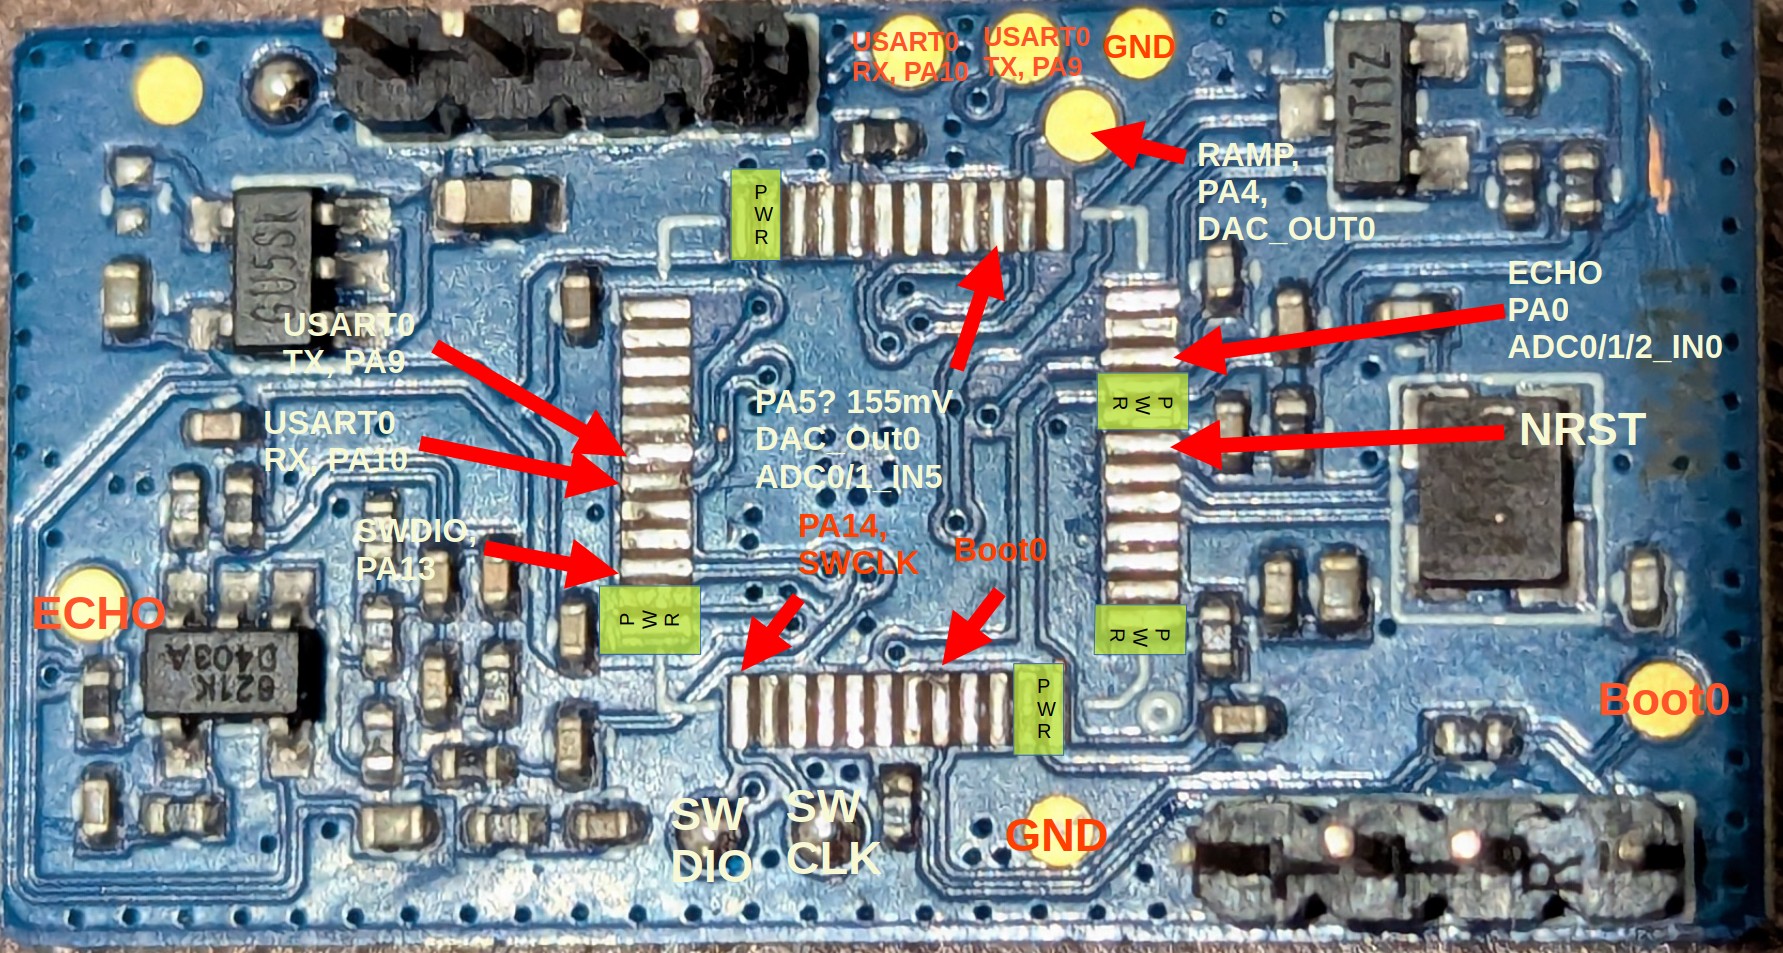 USART0
RX, PA10
USART0
TX, PA9
GND
WT1Z
RAMP,
PA4,
DAC_OUT0
PWR
ECHO
PA0
ADC0/1/2_IN0
USART0
TX, PA9
PA5? 155mV
DAC_Out0
ADC0/1_IN5
PWR
USART0
RX, PA10
NRST
SWDIO,
PA13
PA14,
SWCLK
Boot0
ECHO
PWR
PWR
D403A
821K
PWR
Boot0
SW
DIO
SW
CLK
GND